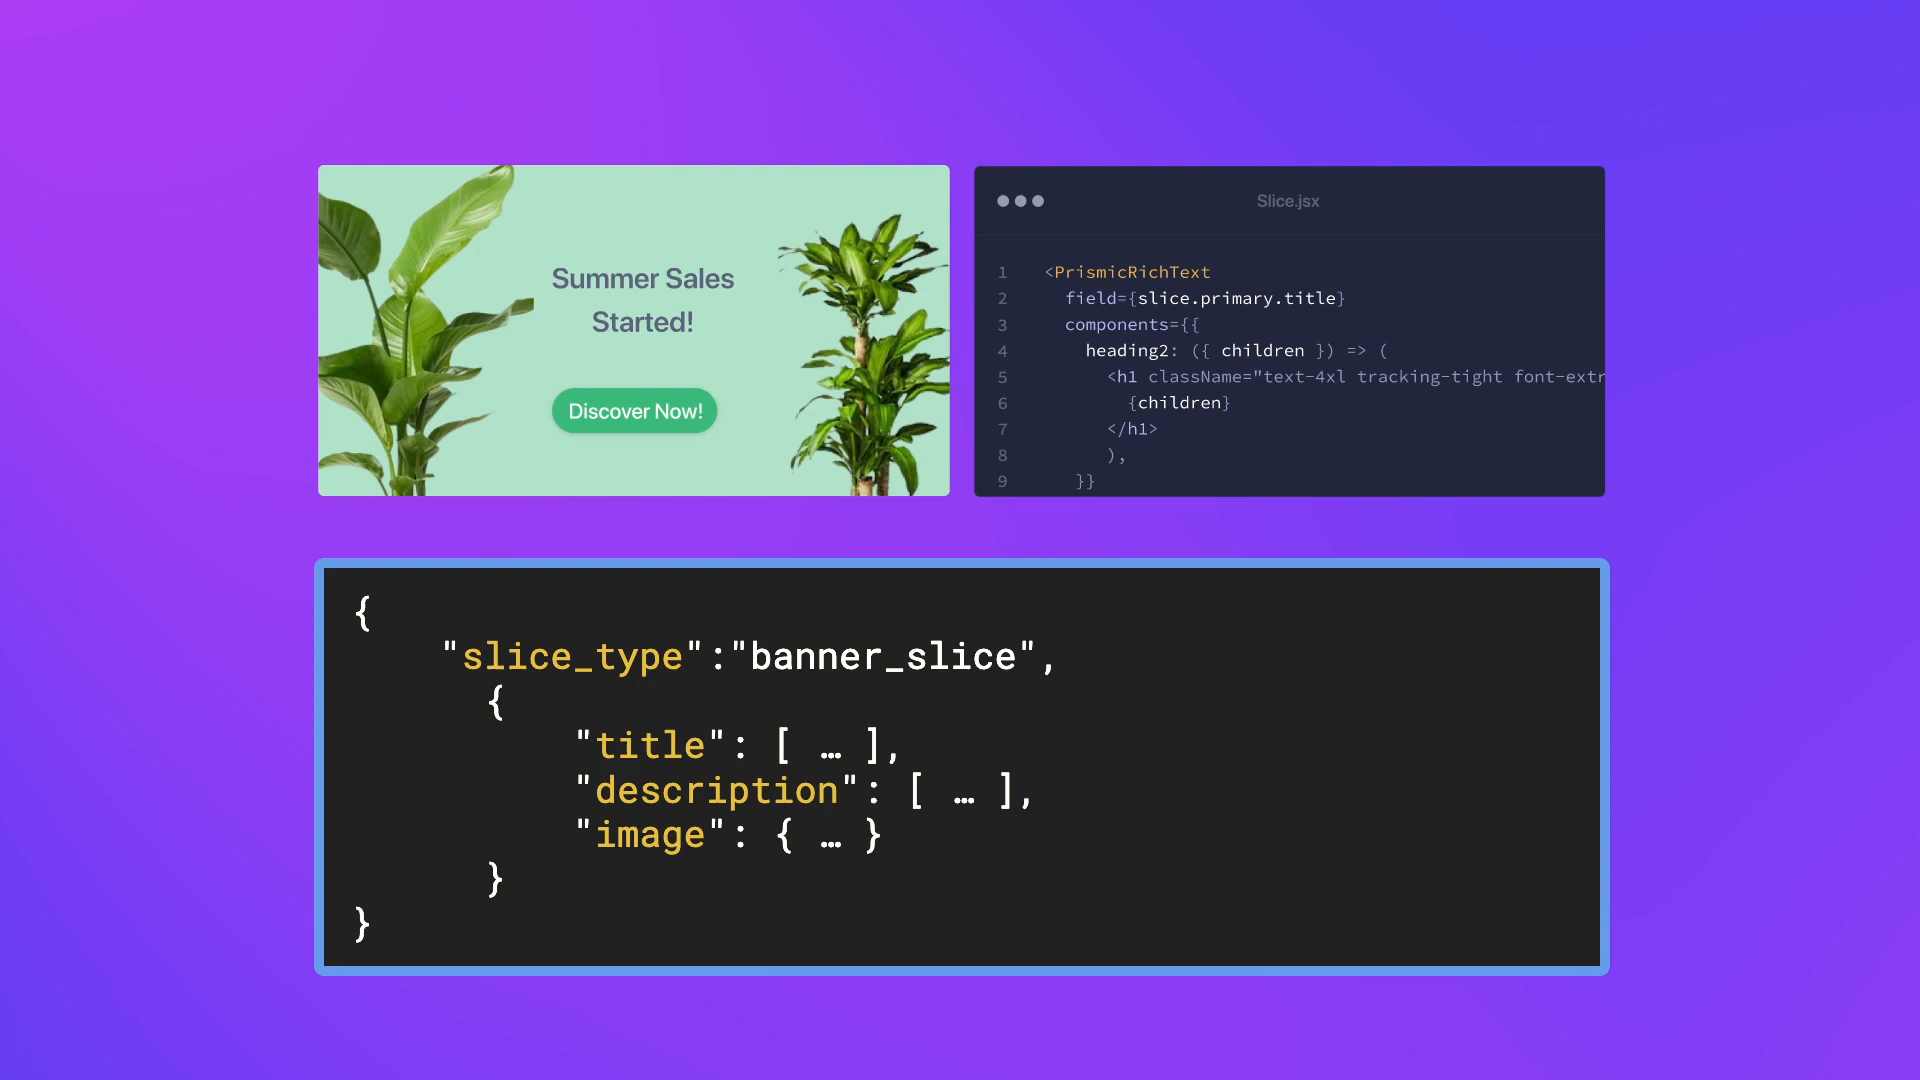 Summer Sales
Started!
Discover Now!
Slice.jsx
1 <PrismicRichText
2 field={slice.primary.title}
3 components={{
4 heading2: ({ children }) => (
5 <h1 className="text-4xl tracking-tight font-extr
6 {children}
7 </h1>
8 ),
9 }}
{
"slice_type":"banner_slice",
{
"title": [ … ],
"description": [ … ],
"image": { … }
}
}